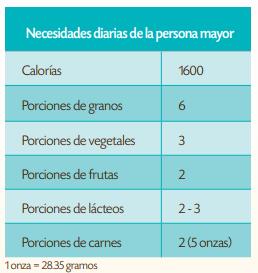 Necesidades diarias de la persona mayor
Calorías 1600
Porciones de granos 6
Porciones de vegetales 3
Porciones de frutas 2
Porciones de lácteos 2 - 3
Porciones de carnes 2 (5 onzas)
1 onza = 28.35 gramos